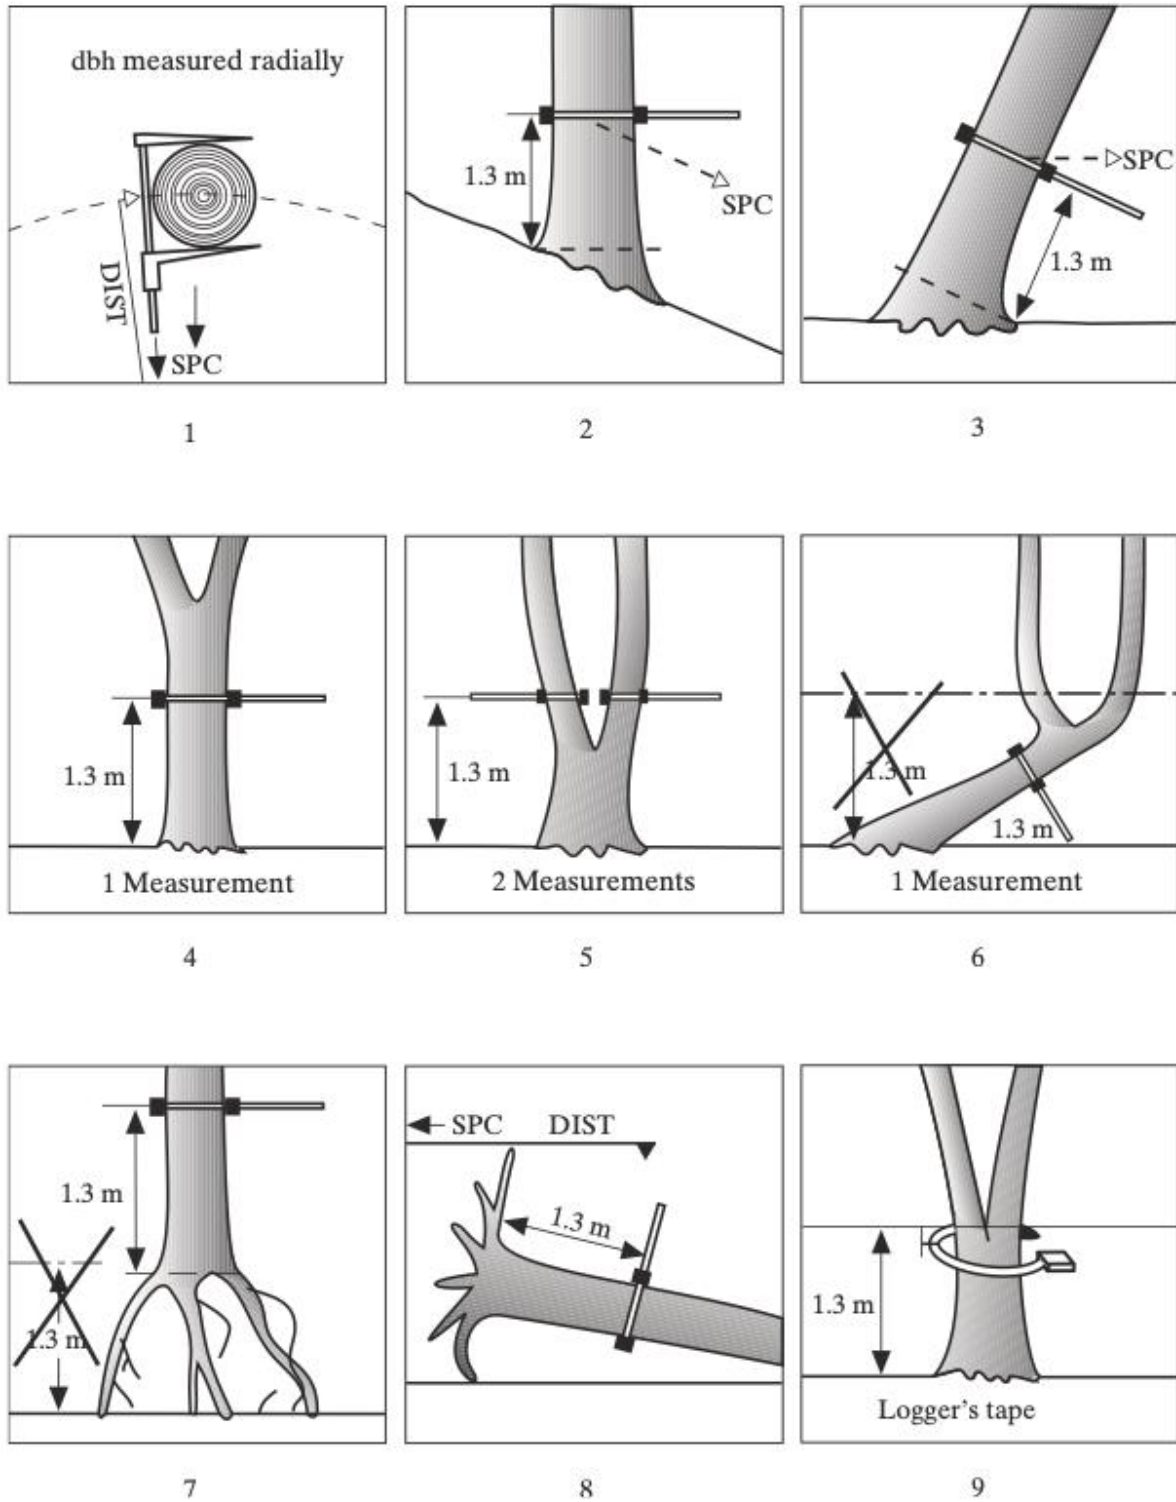 dbh measured radially
DIST
SPC
1
1.3 m
SPC
2
SPC
1.3 m
3
1.3 m
1 Measurement
4
1.3 m
2 Measurements
5
1.3 m
1.3 m
1 Measurement
6
1.3 m
1.3 m
7
SPC DIST
1.3 m
8
1.3 m
Logger's tape
9